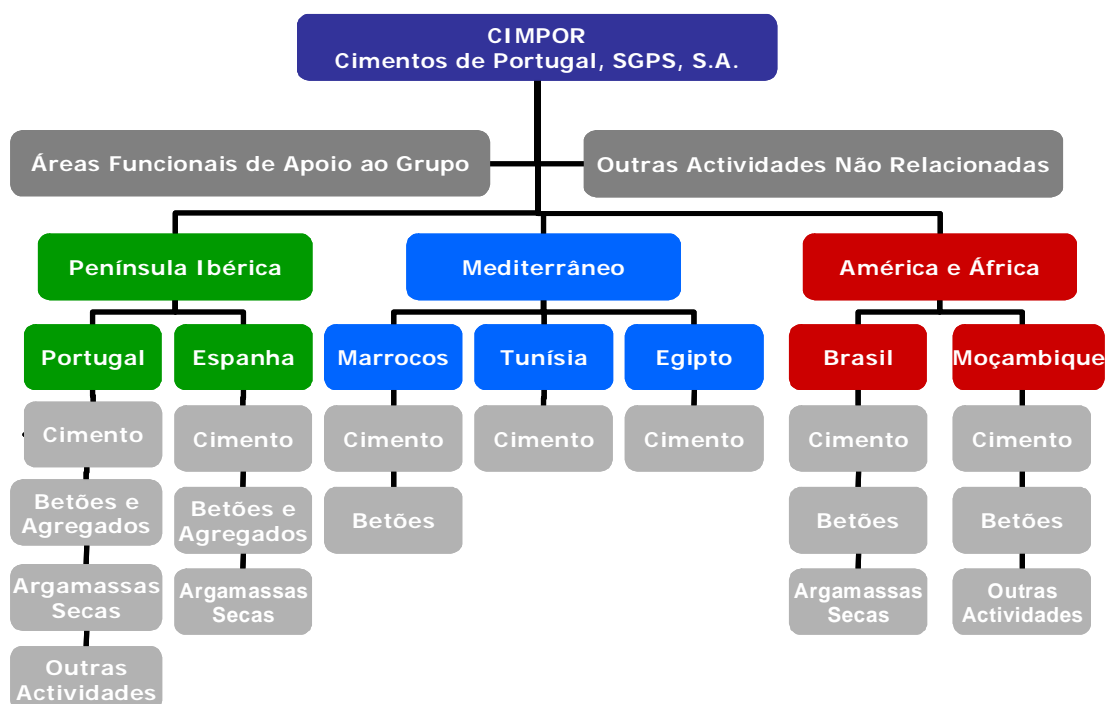 CIMPOR
Cimentos de Portugal, SGPS, S.A.
Áreas Funcionais de Apoio ao Grupo
Outras Actividades Não Relacionadas
Península Ibérica
Mediterrâneo
América e África
Portugal
Espanha
Marrocos
Tunísia
Egipto
Brasil
Moçambique
Cimento
Cimento
Cimento
Cimento
Cimento
Cimento
Cimento
Betões e
Agregados
Betões e
Agregados
Betões
Betões
Betões
Argamassas
Secas
Argamassas
Secas
Argamassas
Secas
Outras
Actividades
Outras
Actividades